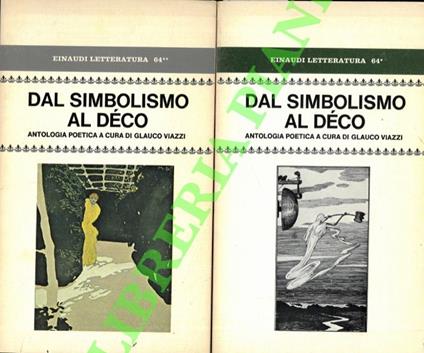 EINAUDI LETTERATURA 64**
DAL SIMBOLISMO
AL DÉCO
ANTOLOGIA POETICA A CURA DI GLAUCO VIAZZI
EINAUDI LETTERATURA 64*
DAL SIMBOLISMO
AL DÉCO
ANTOLOGIA POETICA A CURA DI GLAUCO VIAZZI
LIBRERIA PIANI